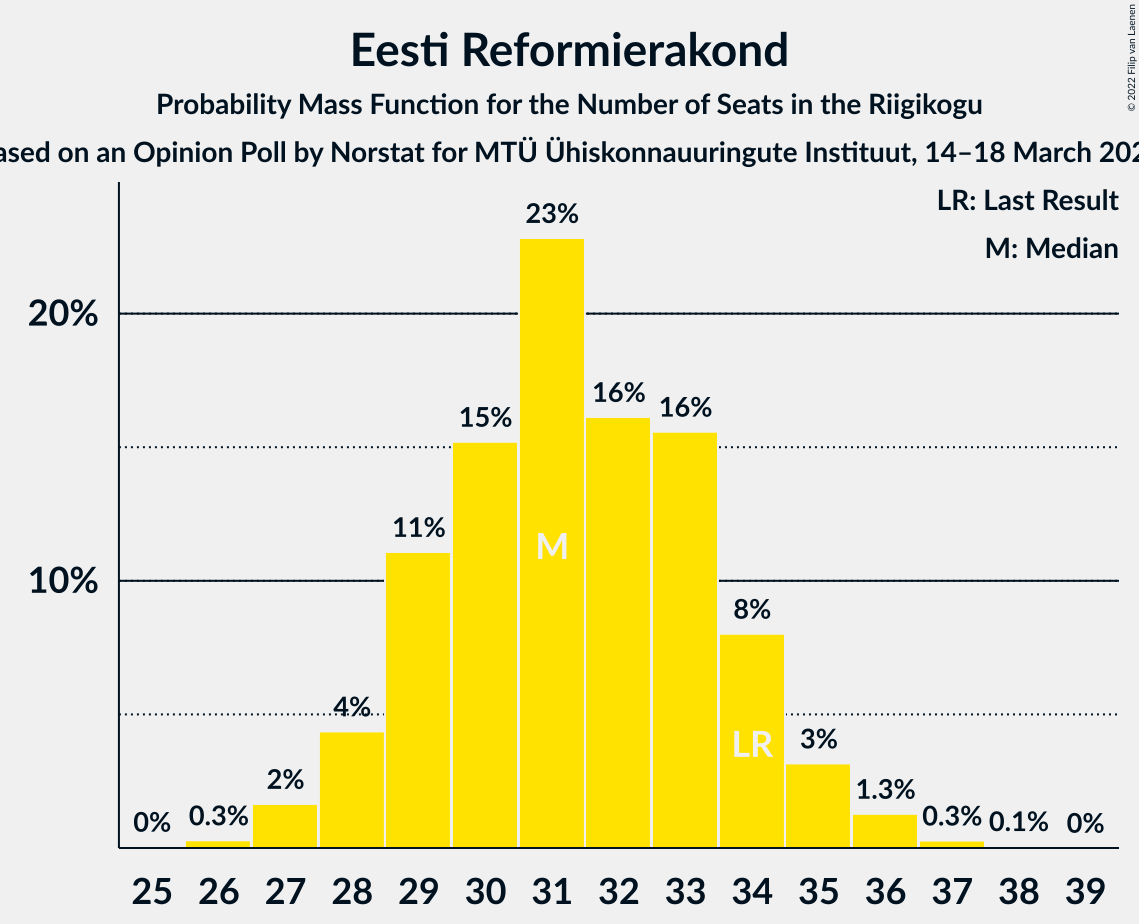 Eesti Reformierakond
Probability Mass Function for the Number of Seats in the Riigikogu
ased on an Opinion Poll by Norstat for MTÜ Ühiskonnauuringute Instituut, 14–18 March 202
© 2022 Filip van Laenen
LR: Last Result
M: Median
20%
10%
0%
0.3%
2%
4%
11%
15%
23%
16%
16%
8%
3%
1.3%
0.3%
0.1%
0%
M
LR
25 26 27 28 29 30 31 32 33 34 35 36 37 38 39